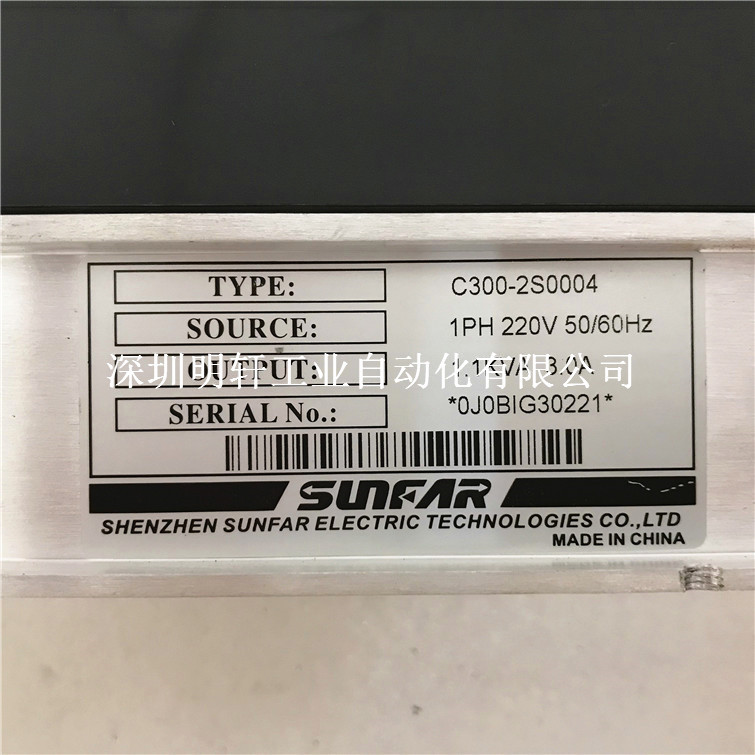 TYPE: C300-2S0004
SOURCE: 1PH 220V 50/60Hz
OUTPUT:
深圳明轩工业自动化有限公司
SERIAL No.: *0J0BIG30221*
SUNFAR
SHENZHEN SUNFAR ELECTRIC TECHNOLOGIES CO.,LTD
MADE IN CHINA